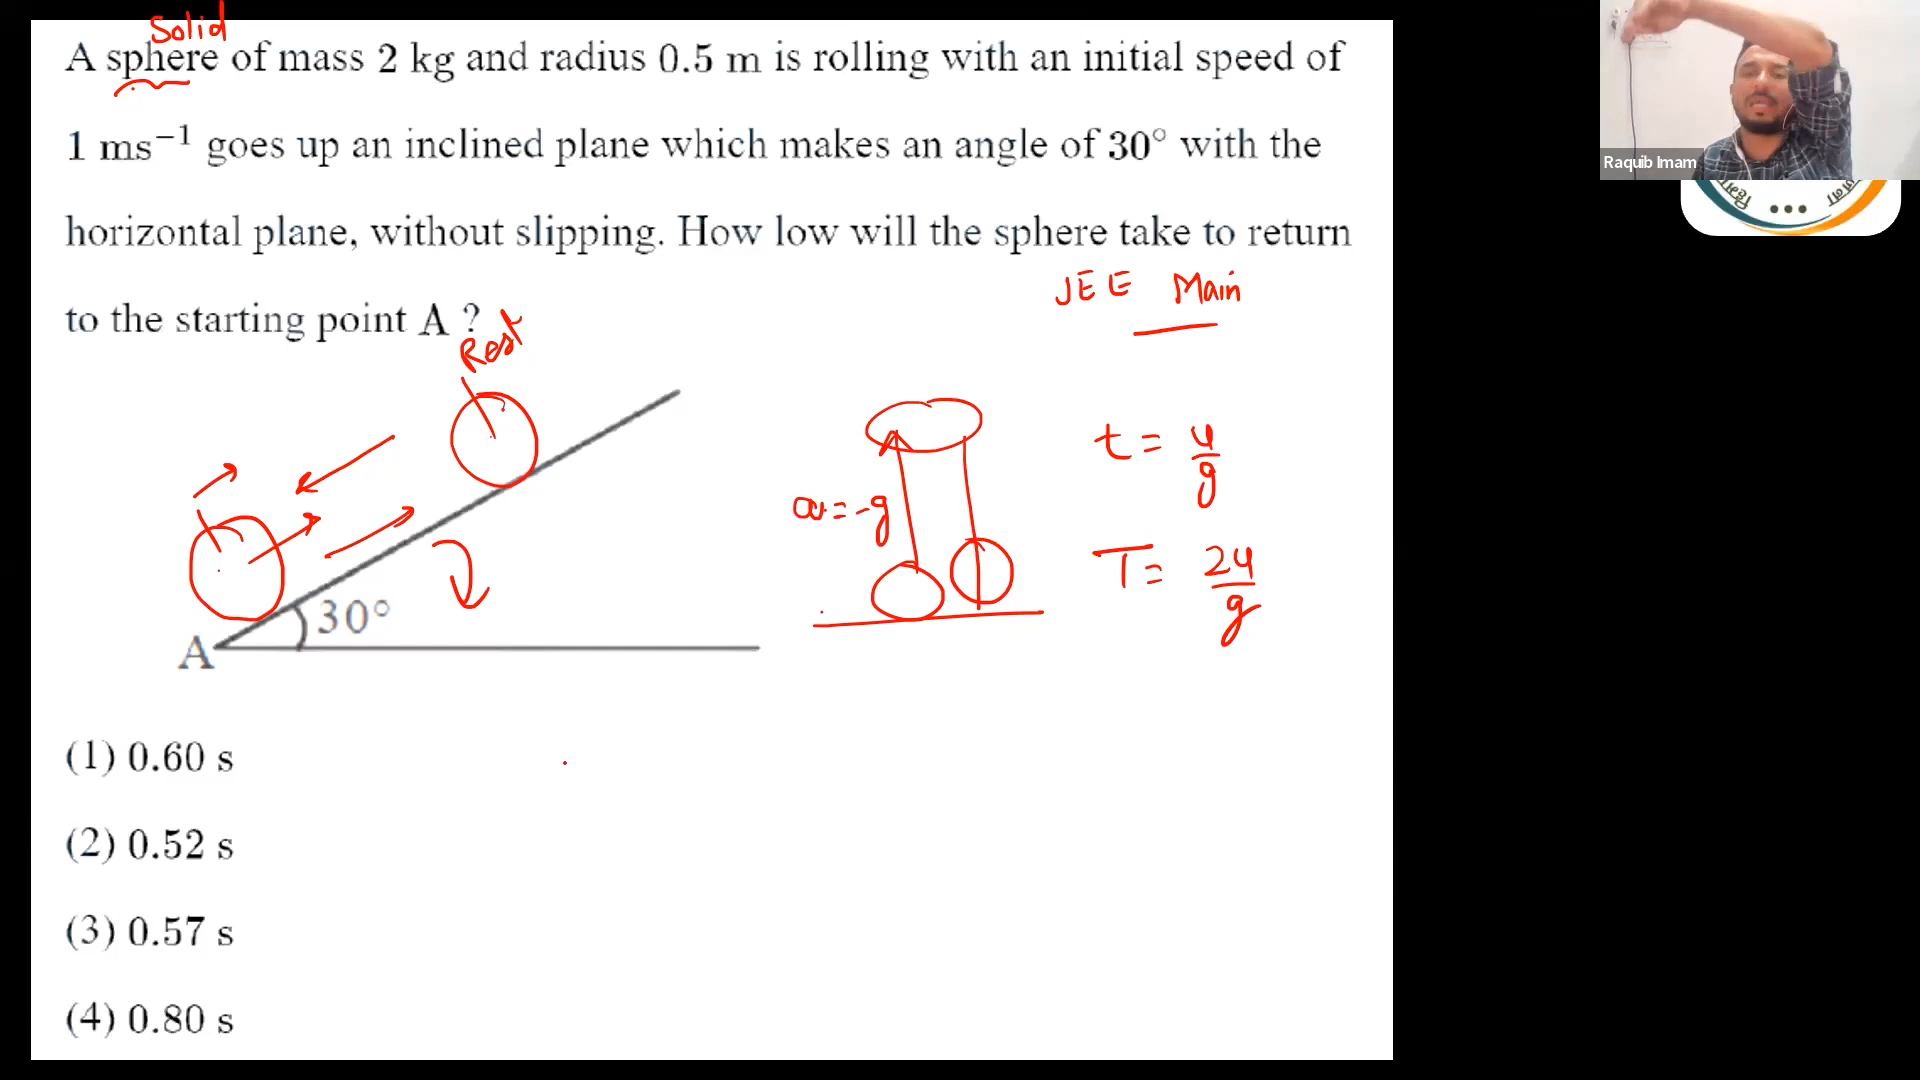 Solid
A sphere of mass 2 kg and radius 0.5 m is rolling with an initial speed of
1 ms⁻¹ goes up an inclined plane which makes an angle of 30° with the
horizontal plane, without slipping. How low will the sphere take to return
to the starting point A ?
JEE Main
Rest
a = -g
t = u/g
T = 2u/g
30°
A
(1) 0.60 s
(2) 0.52 s
(3) 0.57 s
(4) 0.80 s
Raquib Imam